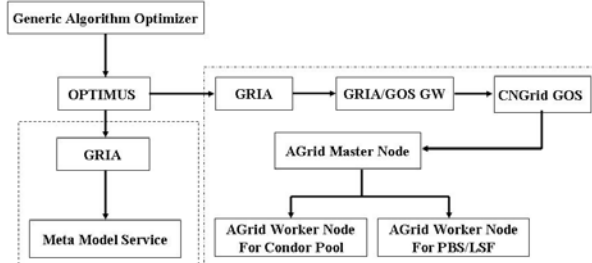 Generic Algorithm Optimizer
OPTIMUS
GRIA
GRIA/GOS GW
CNGrid GOS
GRIA
AGrid Master Node
Meta Model Service
AGrid Worker Node
For Condor Pool
AGrid Worker Node
For PBS/LSF